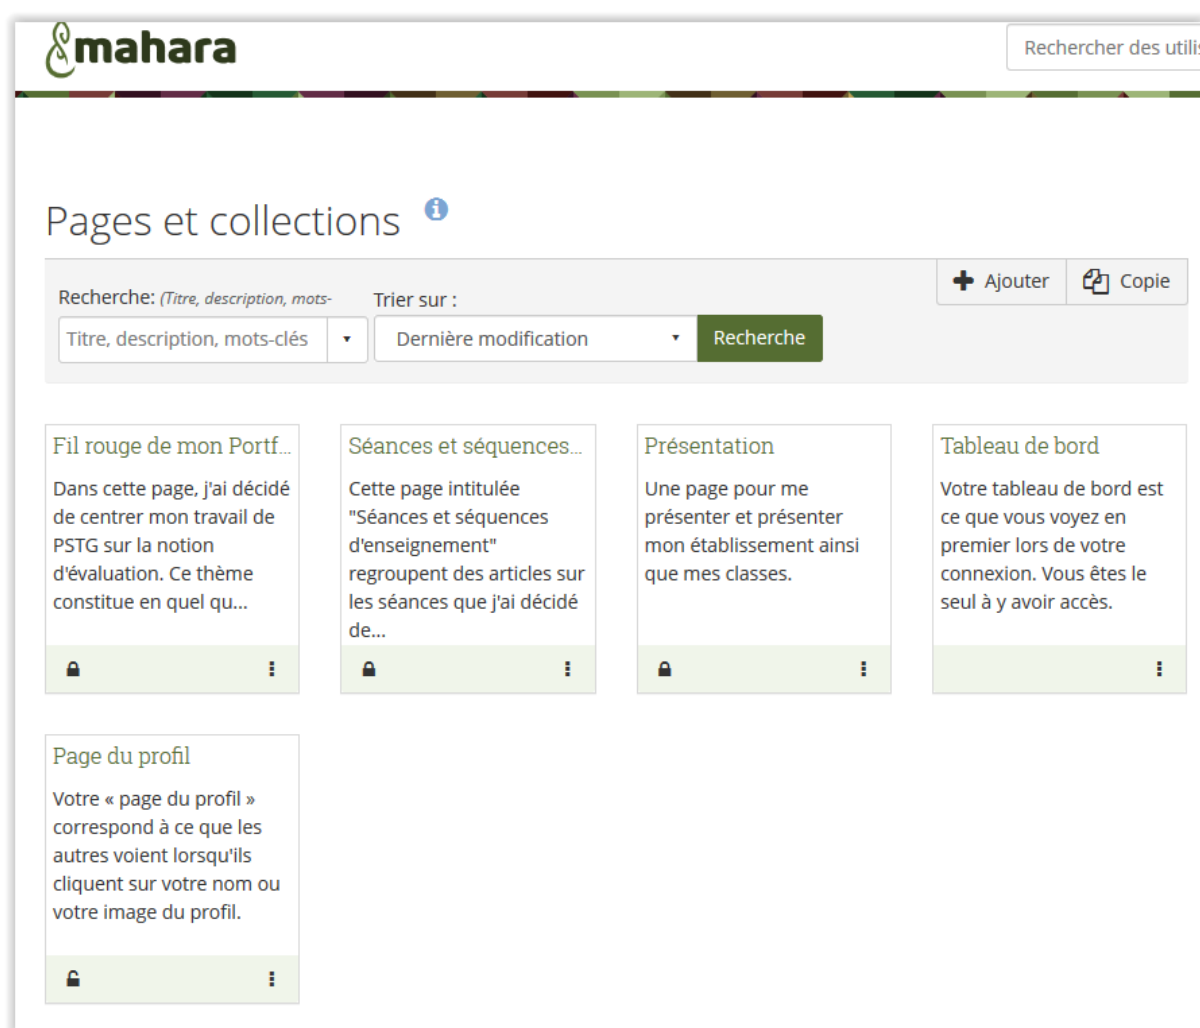 mahara
Rechercher des utilis
Pages et collections
Ajouter
Copie
Recherche: (Titre, description, mots-
Trier sur :
Titre, description, mots-clés
Dernière modification
Recherche
Fil rouge de mon Portf...
Dans cette page, j'ai décidé
de centrer mon travail de
PSTG sur la notion
d'évaluation. Ce thème
constitue en quel qu...
Séances et séquences...
Cette page intitulée
"Séances et séquences
d'enseignement"
regroupent des articles sur
les séances que j'ai décidé
de...
Présentation
Une page pour me
présenter et présenter
mon établissement ainsi
que mes classes.
Tableau de bord
Votre tableau de bord est
ce que vous voyez en
premier lors de votre
connexion. Vous êtes le
seul à y avoir accès.
Page du profil
Votre « page du profil »
correspond à ce que les
autres voient lorsqu'ils
cliquent sur votre nom ou
votre image du profil.